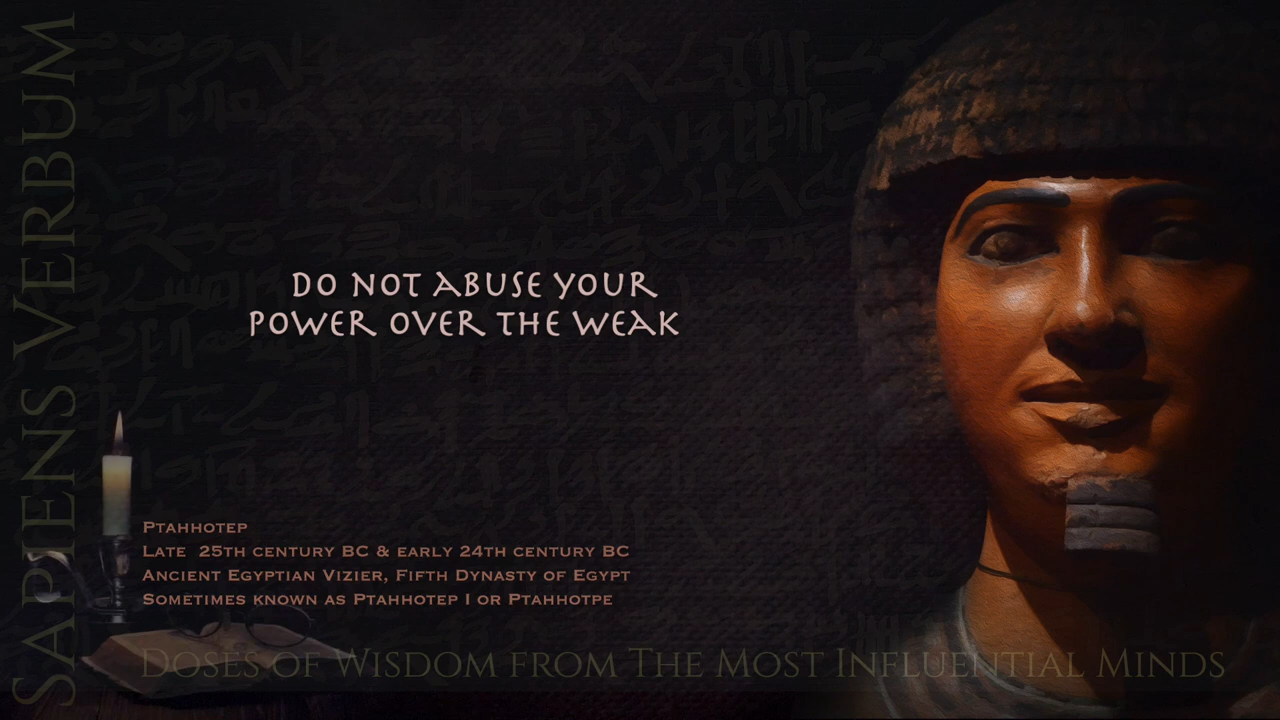 SAPIENS VERBUM
DO NOT ABUSE YOUR
POWER OVER THE WEAK
PTAHHOTEP
LATE 25TH CENTURY BC & EARLY 24TH CENTURY BC
ANCIENT EGYPTIAN VIZIER, FIFTH DYNASTY OF EGYPT
SOMETIMES KNOWN AS PTAHHOTEP I OR PTAHHOTPE
DOSES OF WISDOM FROM THE MOST INFLUENTIAL MINDS